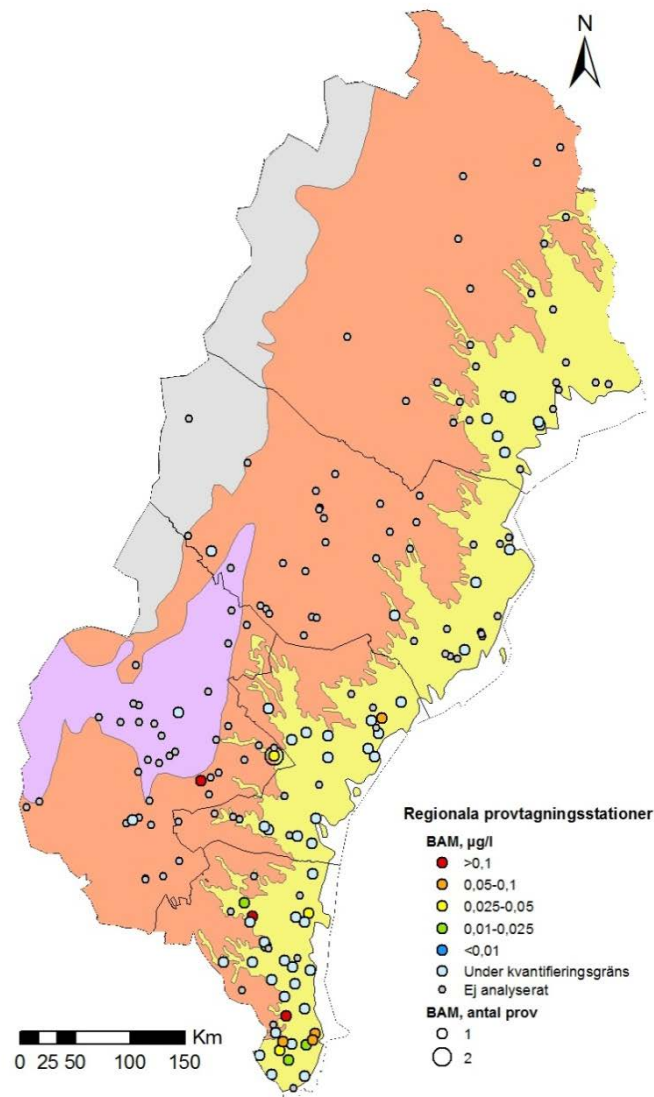 N
Regionala provtagningsstationer
BAM, µg/l
>0,1
0,05-0,1
0,025-0,05
0,01-0,025
<0,01
Under kvantifieringsgräns
Ej analyserat
BAM, antal prov
1
2
Km
0 25 50 100 150